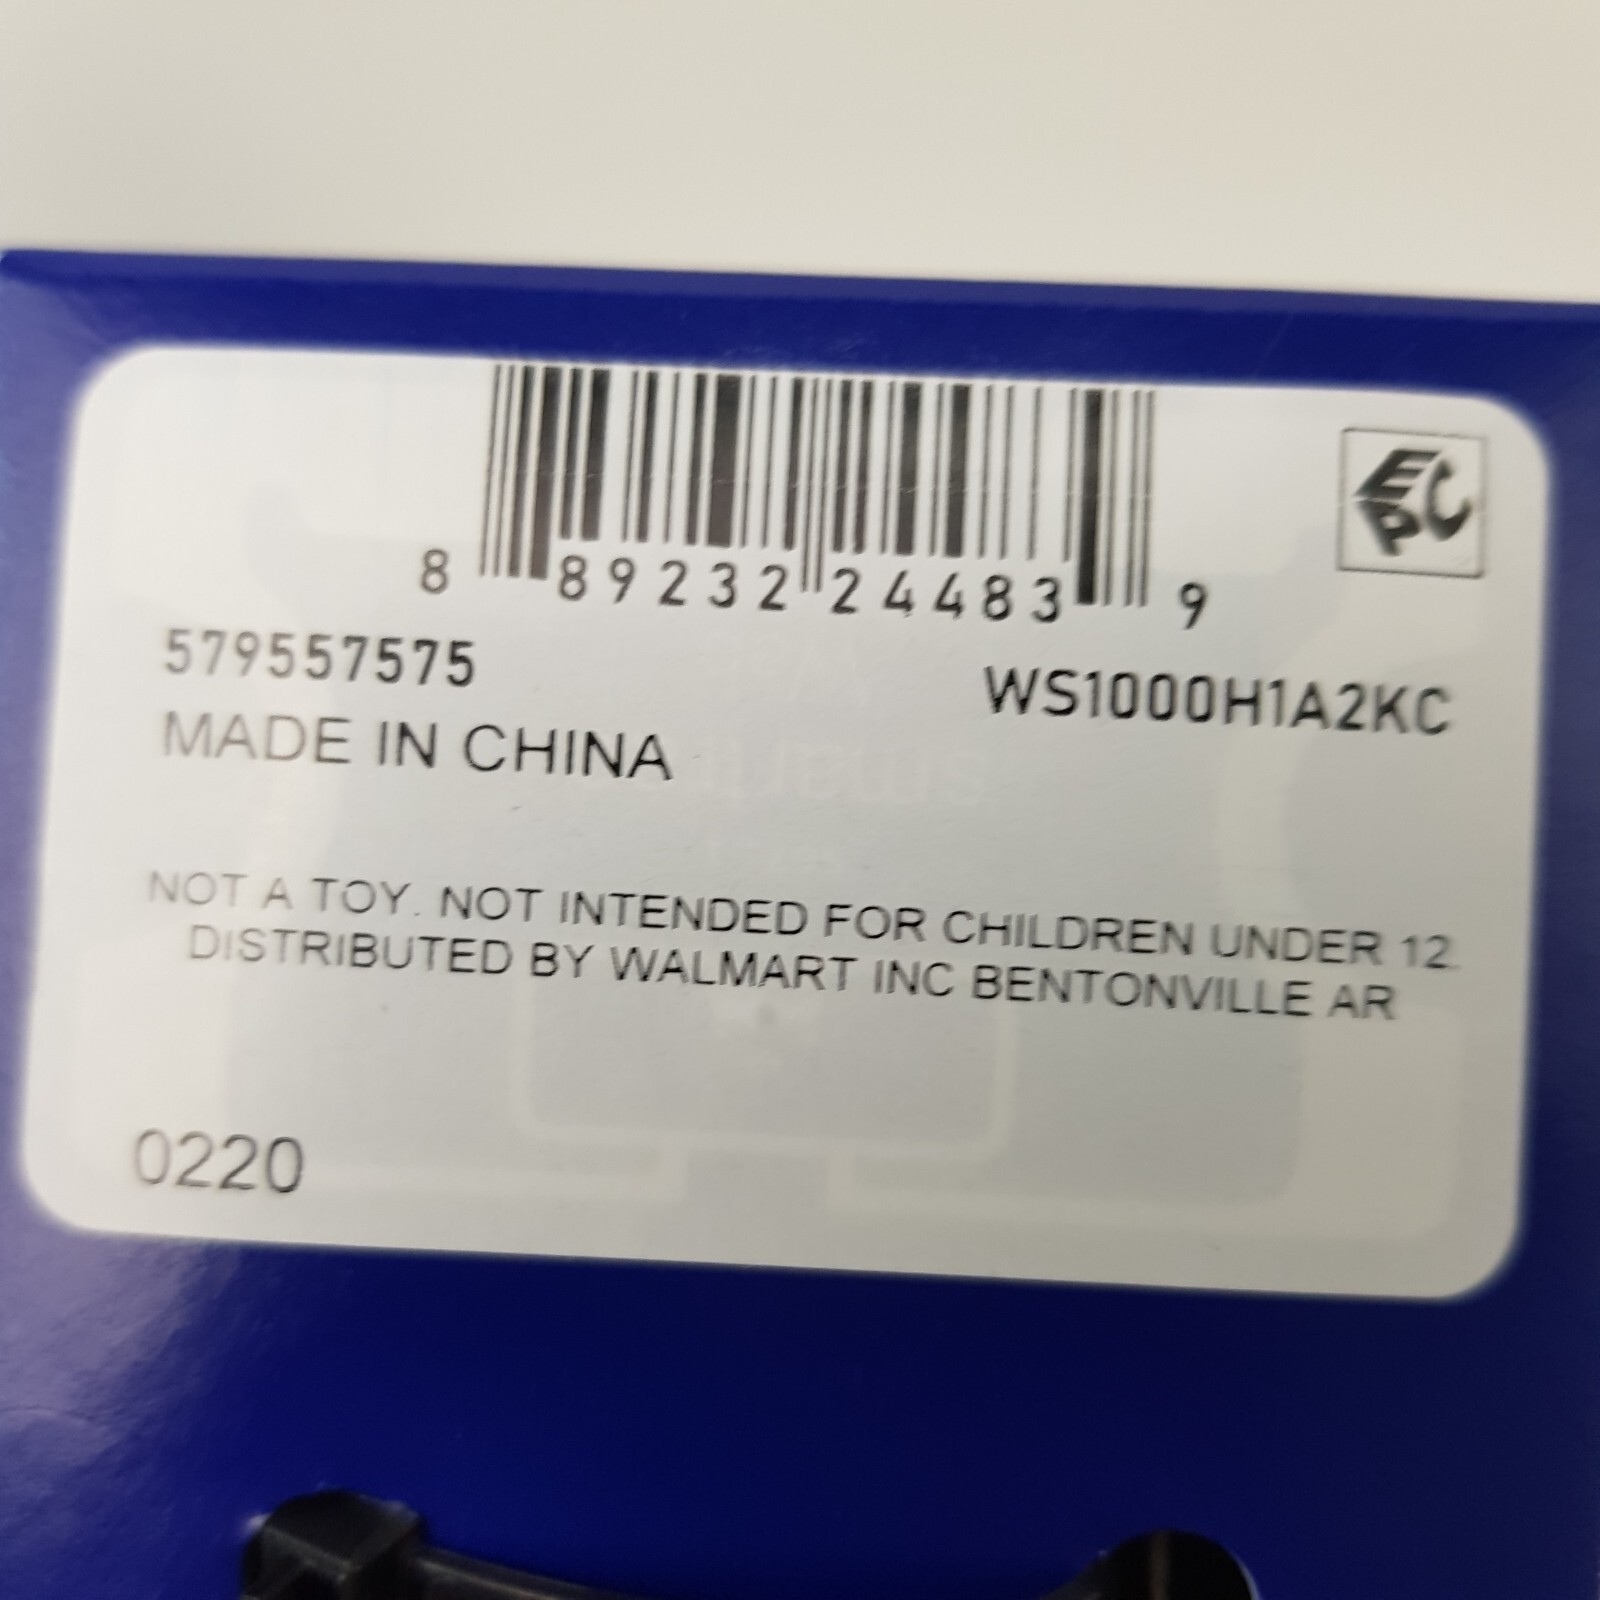 8 89232 24483 9
579557575
WS1000H1A2KC
MADE IN CHINA
NOT A TOY. NOT INTENDED FOR CHILDREN UNDER 12.
DISTRIBUTED BY WALMART INC BENTONVILLE AR
0220
EPC